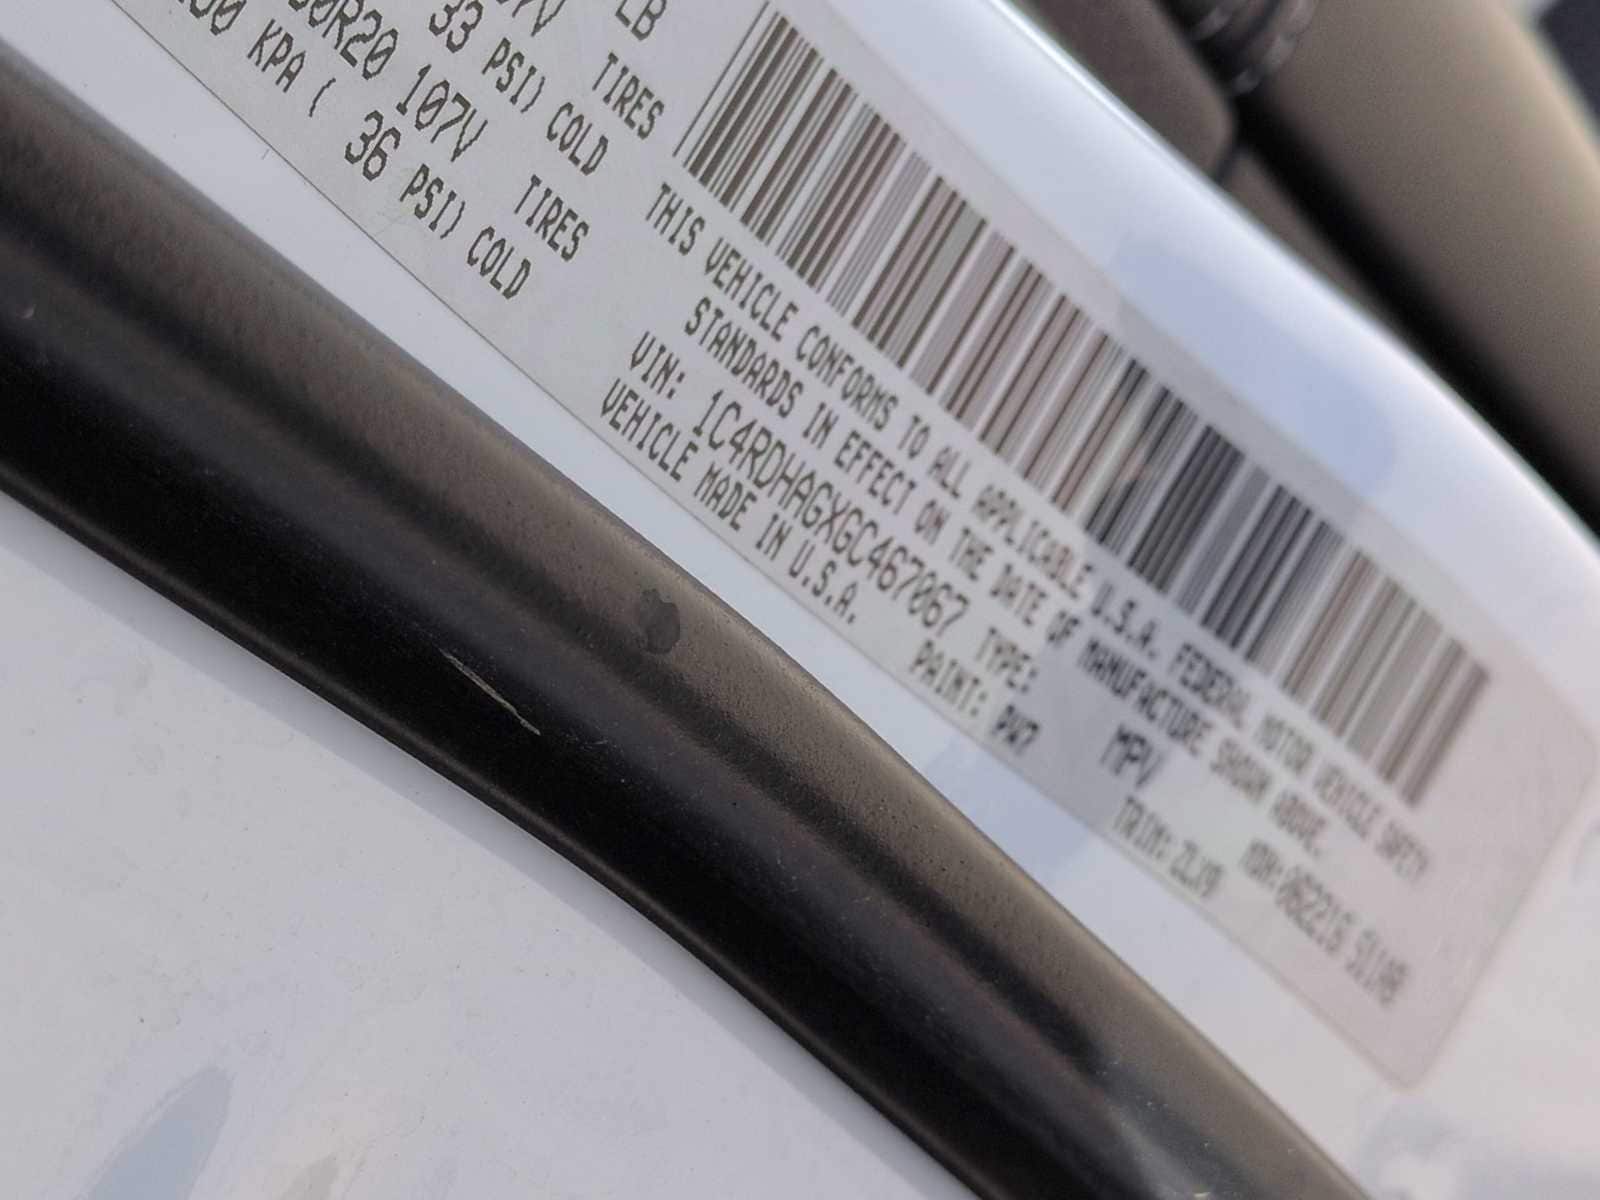 LB
TIRES
33 PSI) COLD
R20 107V TIRES
KPA ( 36 PSI) COLD
THIS VEHICLE CONFORMS TO ALL APPLICABLE U.S.A. FEDERAL MOTOR VEHICLE SAFETY
STANDARDS IN EFFECT ON THE DATE OF MANUFACTURE SHOWN ABOVE.
VIN: 1C4RDHAGXGC467067 TYPE: MPV
VEHICLE MADE IN U.S.A. PAINT: PW7 TRIM: